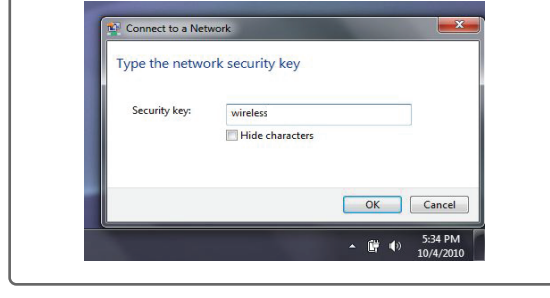 Connect to a Network
Type the network security key
Security key: wireless
Hide characters
OK Cancel
5:34 PM
10/4/2010